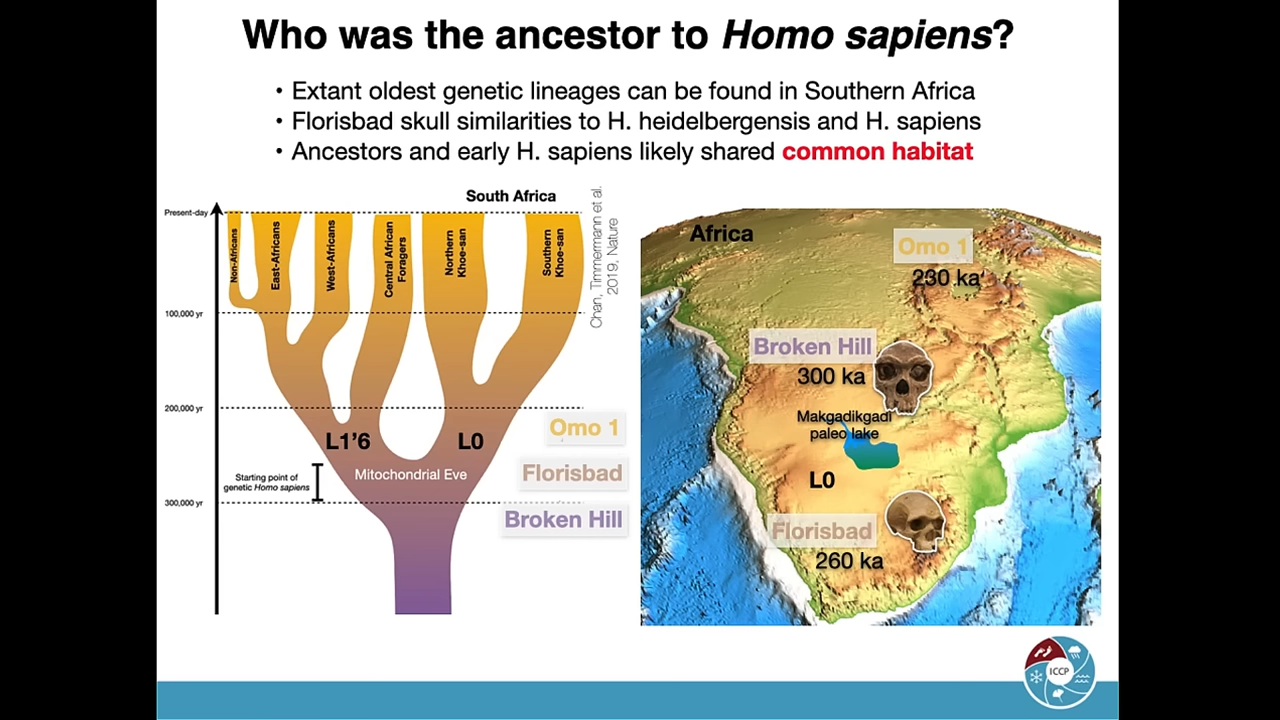 Who was the ancestor to Homo sapiens?
• Extant oldest genetic lineages can be found in Southern Africa
• Florisbad skull similarities to H. heidelbergensis and H. sapiens
• Ancestors and early H. sapiens likely shared common habitat
South Africa
Present-day
Non-Africans
East-Africans
West-Africans
Central African
Foragers
Northern
Khoe-san
Southern
Khoe-san
Chan, Timmermann et al.
2019, Nature
100,000 yr
200,000 yr
L1'6
L0
Mitochondrial Eve
Starting point of
genetic Homo sapiens
300,000 yr
Omo 1
Florisbad
Broken Hill
Africa
Omo 1
230 ka
Broken Hill
300 ka
Makgadikgadi
paleo lake
L0
Florisbad
260 ka
ICCP